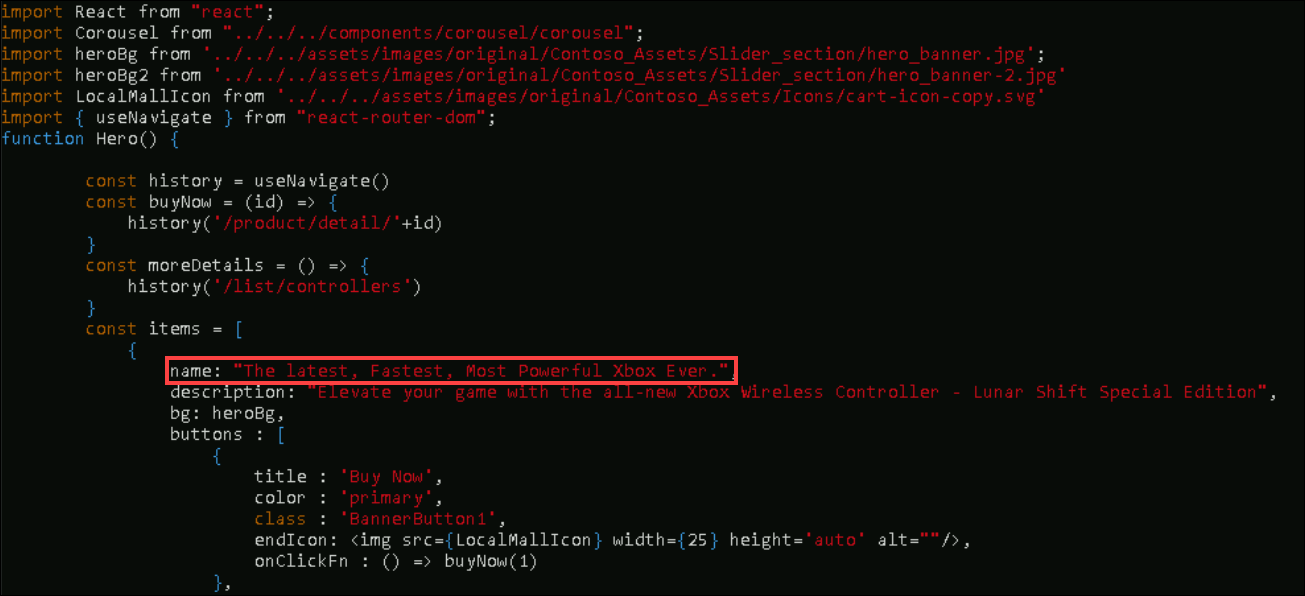 import React from "react";
import Corousel from "../../../components/corousel/corousel";
import heroBg from '../../../assets/images/original/Contoso_Assets/Slider_section/hero_banner.jpg';
import heroBg2 from '../../../assets/images/original/Contoso_Assets/Slider_section/hero_banner-2.jpg'
import LocalMallIcon from '../../../assets/images/original/Contoso_Assets/Icons/cart-icon-copy.svg'
import { useNavigate } from "react-router-dom";
function Hero() {
const history = useNavigate()
const buyNow = (id) => {
history('/product/detail/'+id)
}
const moreDetails = () => {
history('/list/controllers')
}
const items = [
{
name: "The latest, Fastest, Most Powerful Xbox Ever.",
description: "Elevate your game with the all-new Xbox Wireless Controller - Lunar Shift Special Edition",
bg: heroBg,
buttons : [
{
title : 'Buy Now',
color : 'primary',
class : 'BannerButton1',
endIcon: <img src={LocalMallIcon} width={25} height='auto' alt=""/>,
onClickFn : () => buyNow(1)
},